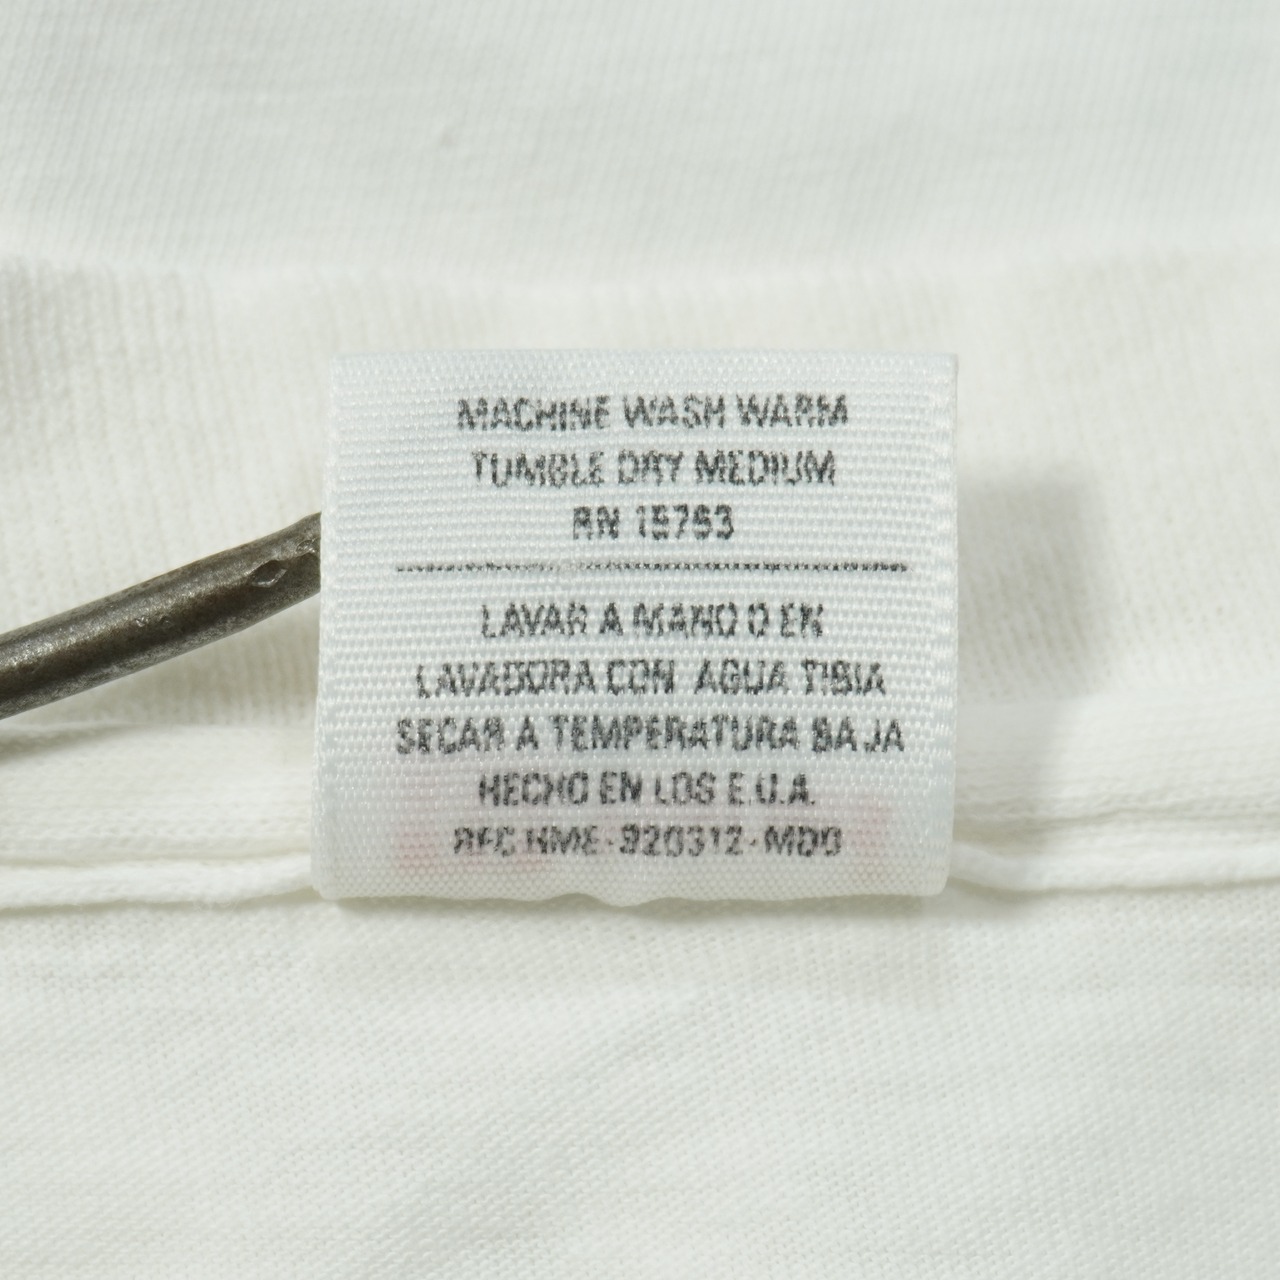 MACHINE WASH WARM
TUMBLE DRY MEDIUM
RN 15763
LAVAR A MANO O EN
LAVADORA CON AGUA TIBIA
SECAR A TEMPERATURA BAJA
HECHO EN LOS E.U.A.
RFC HME-920312-MD0